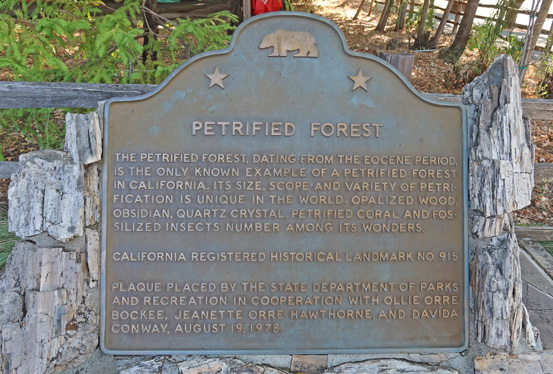 PETRIFIED FOREST
THE PETRIFIED FOREST, DATING FROM THE EOCENE PERIOD,
IS THE ONLY KNOWN EXAMPLE OF A PETRIFIED FOREST
IN CALIFORNIA. ITS SIZE, SCOPE AND VARIETY OF PETRI-
FICATION IS UNIQUE IN THE WORLD. OPALIZED WOOD,
OBSIDIAN, QUARTZ CRYSTAL, PETRIFIED CORAL AND FOS-
SILIZED INSECTS NUMBER AMONG ITS WONDERS.
CALIFORNIA REGISTERED HISTORICAL LANDMARK NO. 915
PLAQUE PLACED BY THE STATE DEPARTMENT OF PARKS
AND RECREATION IN COOPERATION WITH OLLIE ORRE
BOCKEE, JEANETTE ORRE HAWTHORNE AND DAVIDA
CONWAY, AUGUST 19, 1978.